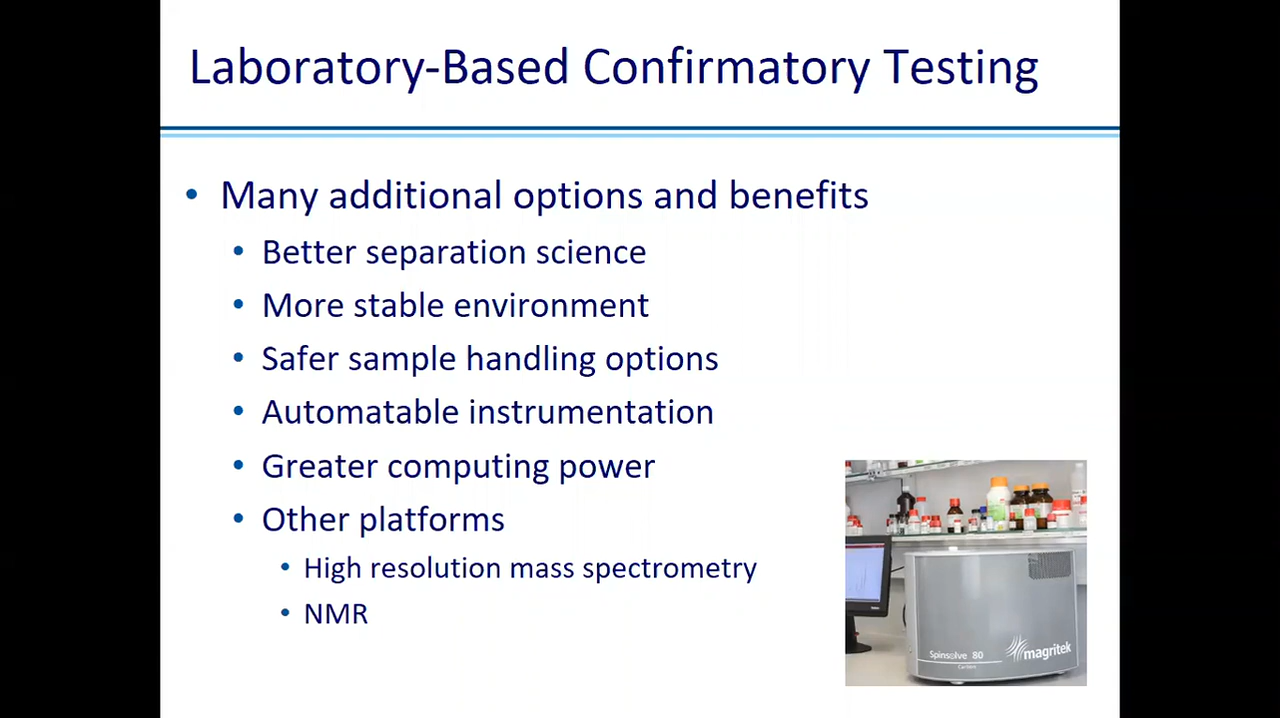 Laboratory-Based Confirmatory Testing
• Many additional options and benefits
• Better separation science
• More stable environment
• Safer sample handling options
• Automatable instrumentation
• Greater computing power
• Other platforms
• High resolution mass spectrometry
• NMR
Spinsolve 80
Carbon
magritek